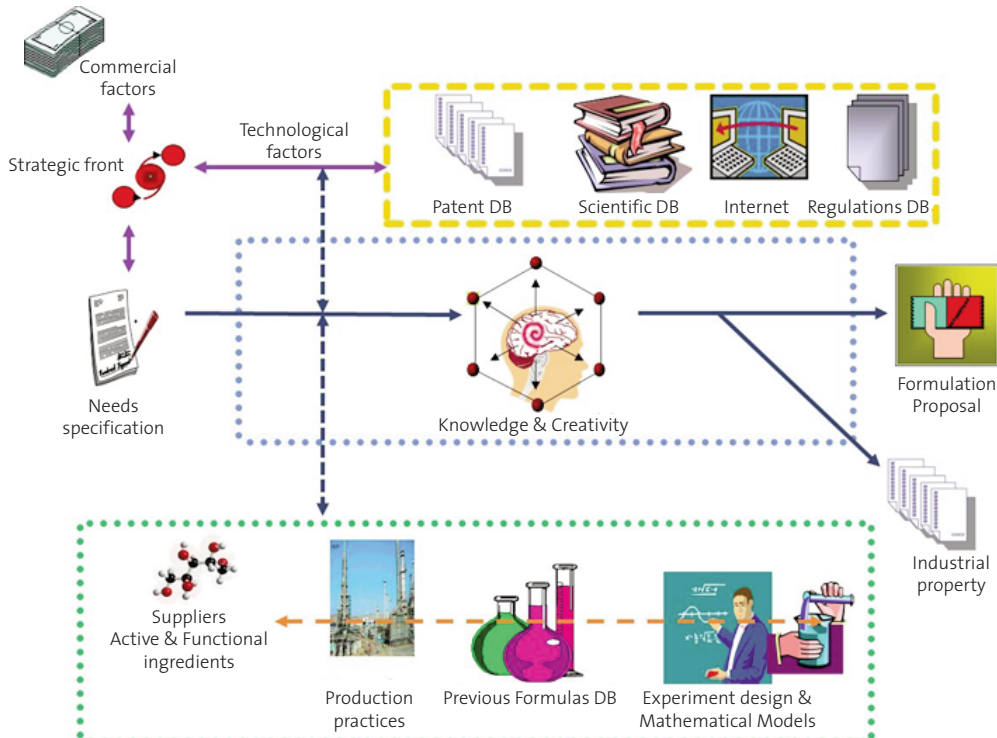 Commercial
factors
Technological
factors
Strategic front
Patent DB
Scientific DB
Internet
Regulations DB
Needs
specification
Knowledge & Creativity
Formulation
Proposal
Industrial
property
Suppliers
Active & Functional
ingredients
Production
practices
Previous Formulas DB
Experiment design &
Mathematical Models